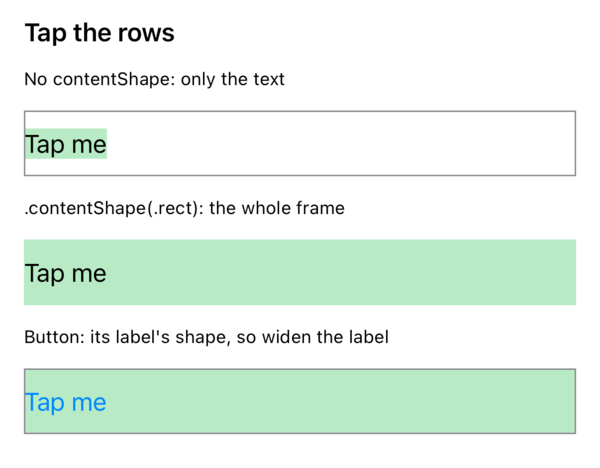 Tap the rows
No contentShape: only the text
Tap me
.contentShape(.rect): the whole frame
Tap me
Button: its label's shape, so widen the label
Tap me